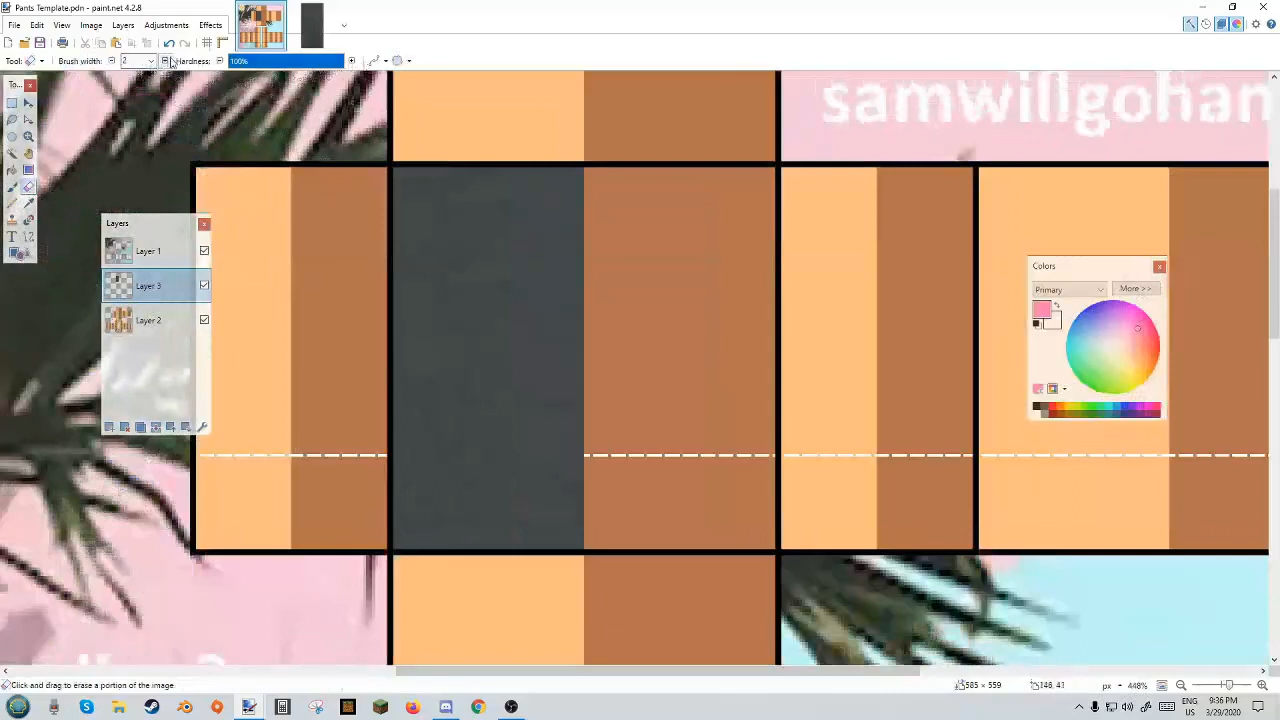 Pants Template.pdn - paint.net 4.2.8
File Edit View Image Layers Adjustments Effects
Tool: Brush width: 2 Hardness: 100%
To...
samwillgohan
Layers
Layer 1
Layer 3
Layer 2
Colors
Primary More >>
Click-and drag to erase a portion of the image.
585 × 559
146, 41
px 448%
9:36 PM
US 3/29/2020